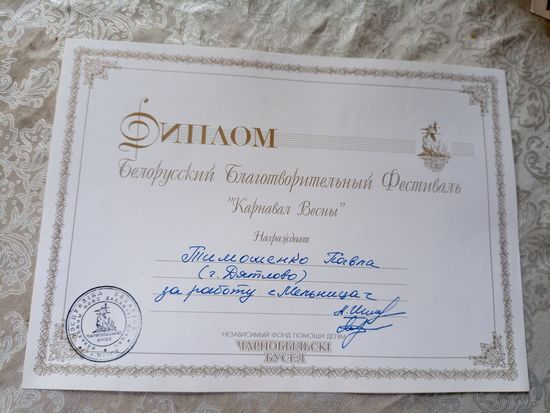 ДИПЛОМ
Белорусский Благотворительный Фестиваль
"Карнавал Весны"
Награждает
Тимошенко Павла
(г. Дятлово)
за работу "Мельница"
НЕЗАВИСИМЫЙ ФОНД ПОМОЩИ ДЕТЯМ
ЧАРНОБЫЛЬСКІ
БУСЕЛ